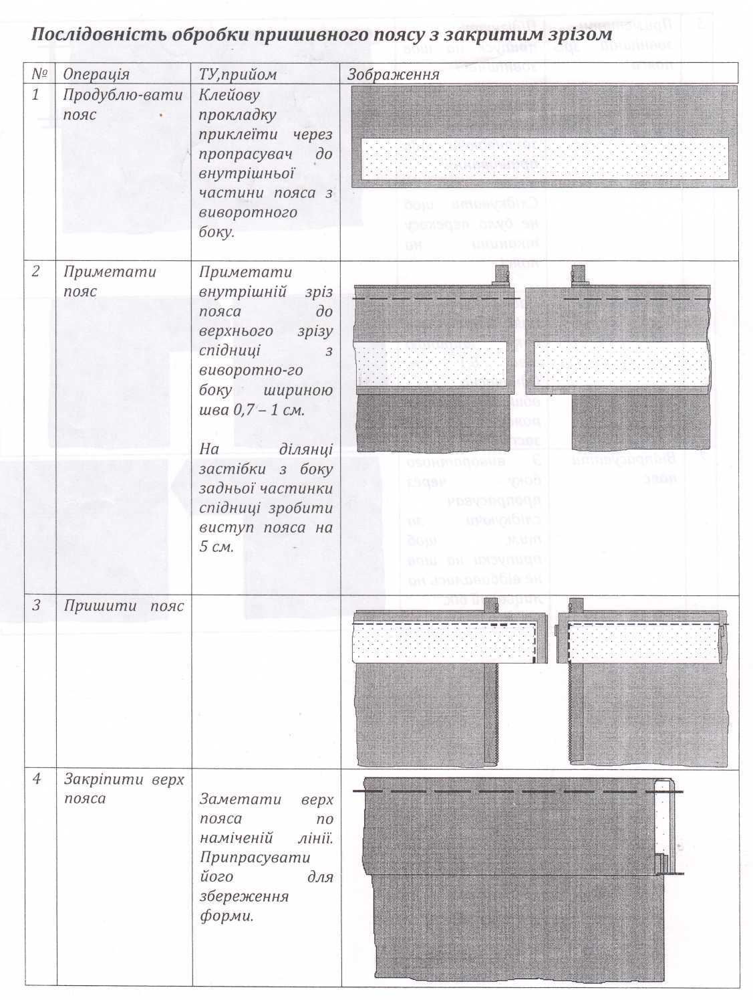 Послідовність обробки пришивного поясу з закритим зрізом
№ Операція ТУ,прийом Зображення
1 Продублю-вати
пояс
Клейову
прокладку
приклеїти через
пропрасувач до
внутрішньої
частини пояса з
виворотного
боку.
2 Приметати
пояс
Приметати
внутрішній зріз
пояса до
верхнього зрізу
спідниці з
виворотно-го
боку шириною
шва 0,7 – 1 см.
На ділянці
застібки з боку
задньої частинки
спідниці зробити
виступ пояса на
5 см.
3 Пришити пояс
4 Закріпити верх
пояса
Заметати верх
пояса по
наміченій лінії.
Припрасувати
його для
збереження
форми.